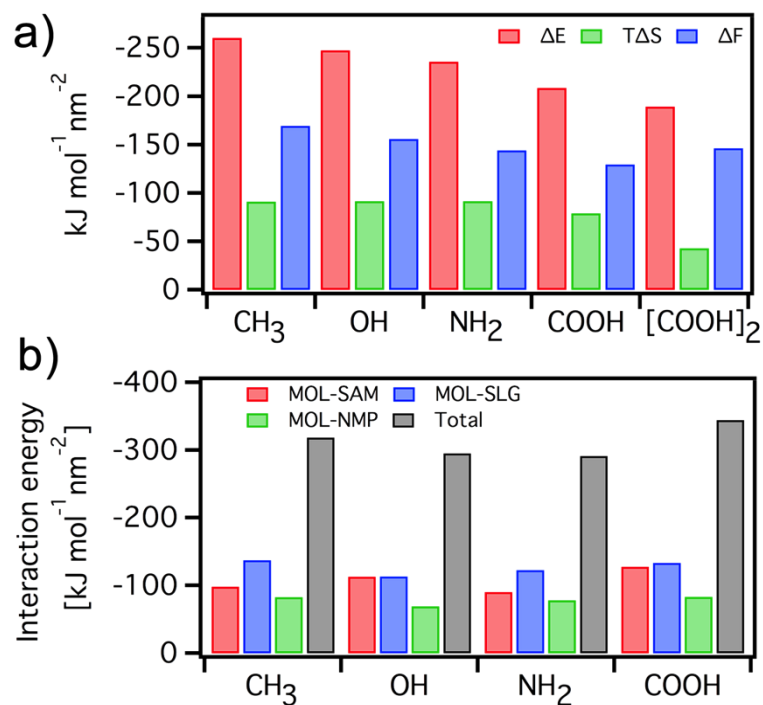 a)
ΔE TΔS ΔF
kJ mol⁻¹ nm⁻²
-250
-200
-150
-100
-50
0
CH₃ OH NH₂ COOH [COOH]₂
b)
MOL-SAM MOL-SLG
MOL-NMP Total
Interaction energy
[kJ mol⁻¹ nm⁻²]
-400
-300
-200
-100
0
CH₃ OH NH₂ COOH